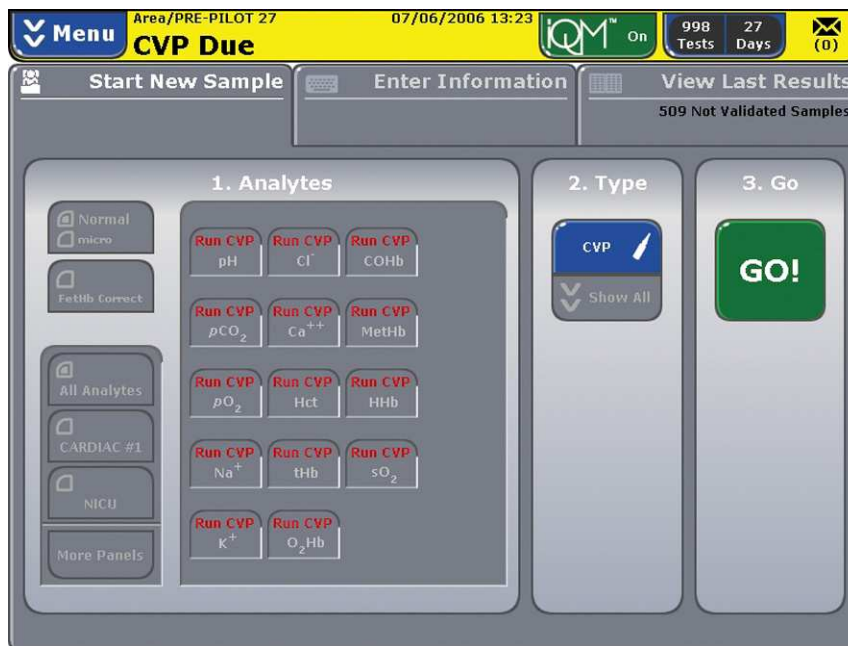 Menu
Area/PRE-PILOT 27
07/06/2006 13:23
CVP Due
iQM™ On
998 Tests
27 Days
(0)
Start New Sample
Enter Information
View Last Results
509 Not Validated Samples
1. Analytes
2. Type
3. Go
Normal
micro
FetHb Correct
All Analytes
CARDIAC #1
NICU
More Panels
Run CVP
pH
Run CVP
Cl⁻
Run CVP
COHb
Run CVP
pCO₂
Run CVP
Ca⁺⁺
Run CVP
MetHb
Run CVP
pO₂
Run CVP
Hct
Run CVP
HHb
Run CVP
Na⁺
Run CVP
tHb
Run CVP
sO₂
Run CVP
K⁺
Run CVP
O₂Hb
CVP
Show All
GO!